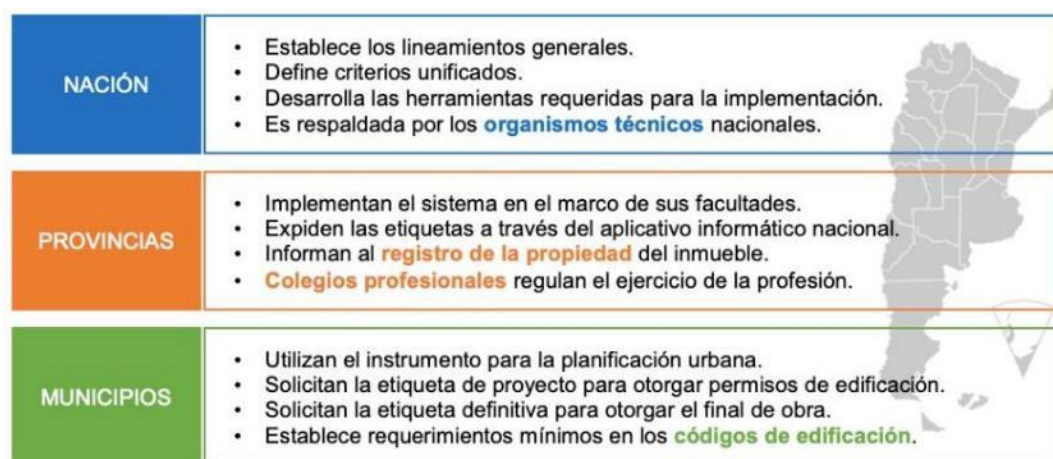 NACIÓN
• Establece los lineamientos generales.
• Define criterios unificados.
• Desarrolla las herramientas requeridas para la implementación.
• Es respaldada por los organismos técnicos nacionales.
PROVINCIAS
• Implementan el sistema en el marco de sus facultades.
• Expiden las etiquetas a través del aplicativo informático nacional.
• Informan al registro de la propiedad del inmueble.
• Colegios profesionales regulan el ejercicio de la profesión.
MUNICIPIOS
• Utilizan el instrumento para la planificación urbana.
• Solicitan la etiqueta de proyecto para otorgar permisos de edificación.
• Solicitan la etiqueta definitiva para otorgar el final de obra.
• Establece requerimientos mínimos en los códigos de edificación.